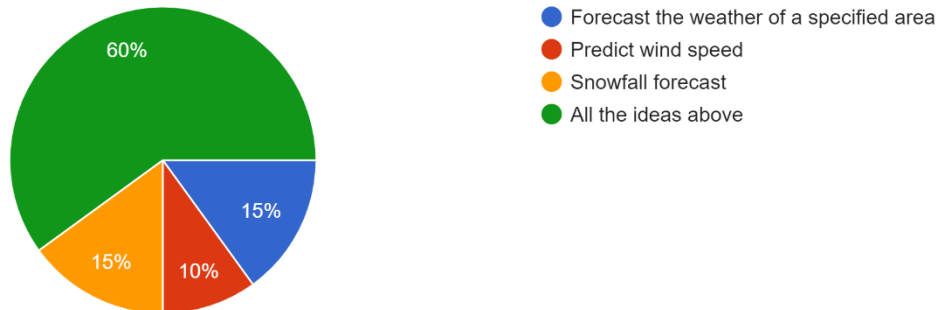 60%
15%
15%
10%
Forecast the weather of a specified area
Predict wind speed
Snowfall forecast
All the ideas above